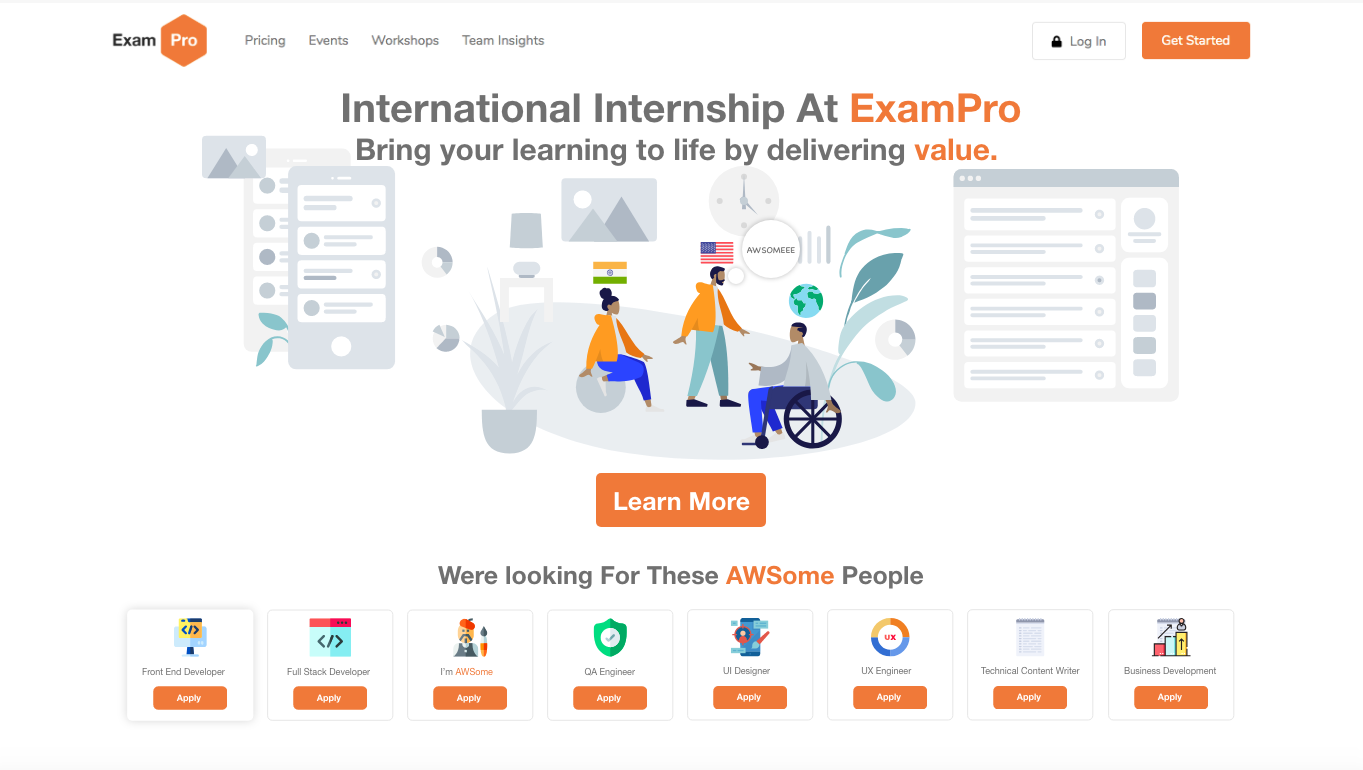 Exam Pro
Pricing
Events
Workshops
Team Insights
Log In
Get Started
International Internship At ExamPro
Bring your learning to life by delivering value.
AWSOMEEE
Learn More
Were looking For These AWSome People
</>
</>
UX
Front End Developer
Full Stack Developer
I'm AWSome
QA Engineer
UI Designer
UX Engineer
Technical Content Writer
Business Development
Apply
Apply
Apply
Apply
Apply
Apply
Apply
Apply